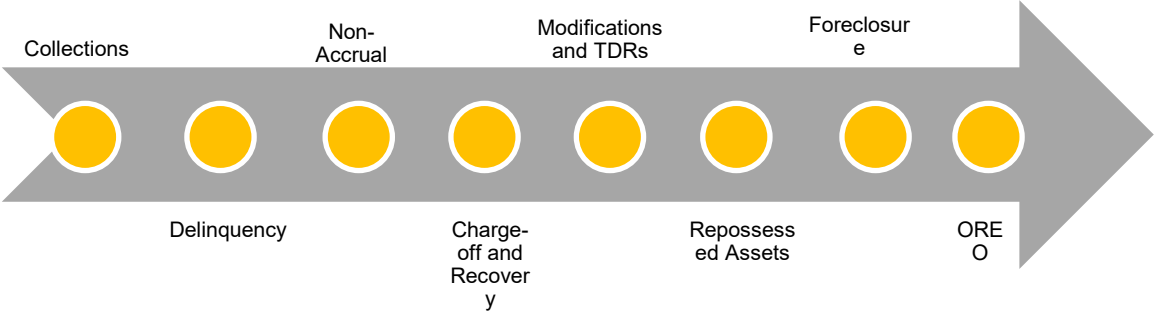 Collections
Delinquency
Non-
Accrual
Charge-
off and
Recover
y
Modifications
and TDRs
Repossess
ed Assets
Foreclosur
e
ORE
O